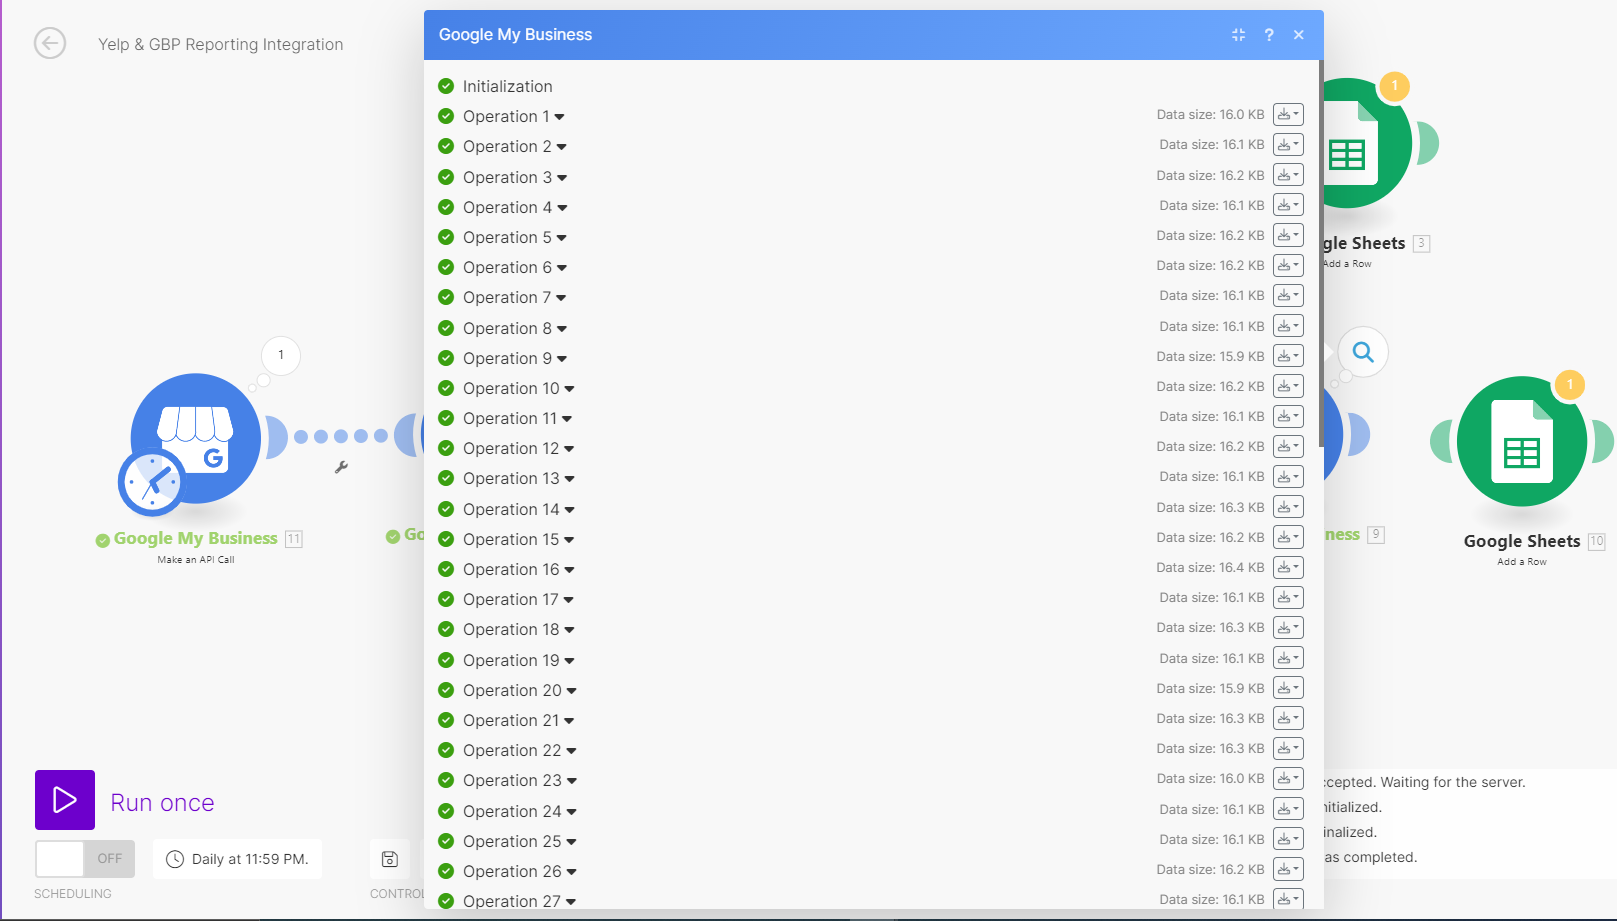 Yelp & GBP Reporting Integration
Google My Business
?
Initialization
Operation 1 Data size: 16.0 KB
Operation 2 Data size: 16.1 KB
Operation 3 Data size: 16.2 KB
Operation 4 Data size: 16.1 KB
Operation 5 Data size: 16.2 KB
Operation 6 Data size: 16.2 KB
Operation 7 Data size: 16.1 KB
Operation 8 Data size: 16.1 KB
Operation 9 Data size: 15.9 KB
Operation 10 Data size: 16.2 KB
Operation 11 Data size: 16.1 KB
Operation 12 Data size: 16.2 KB
Operation 13 Data size: 16.1 KB
Operation 14 Data size: 16.3 KB
Operation 15 Data size: 16.2 KB
Operation 16 Data size: 16.4 KB
Operation 17 Data size: 16.1 KB
Operation 18 Data size: 16.3 KB
Operation 19 Data size: 16.1 KB
Operation 20 Data size: 15.9 KB
Operation 21 Data size: 16.3 KB
Operation 22 Data size: 16.3 KB
Operation 23 Data size: 16.0 KB
Operation 24 Data size: 16.1 KB
Operation 25 Data size: 16.1 KB
Operation 26 Data size: 16.2 KB
Operation 27 Data size: 16.1 KB
1
gle Sheets 3
Add a Row
1
G
Google My Business 11
Make an API Call
Go
ness 9
1
Google Sheets 10
Add a Row
Run once
OFF
Daily at 11:59 PM.
SCHEDULING
CONTROL
ccepted. Waiting for the server.
nitialized.
inalized.
as completed.